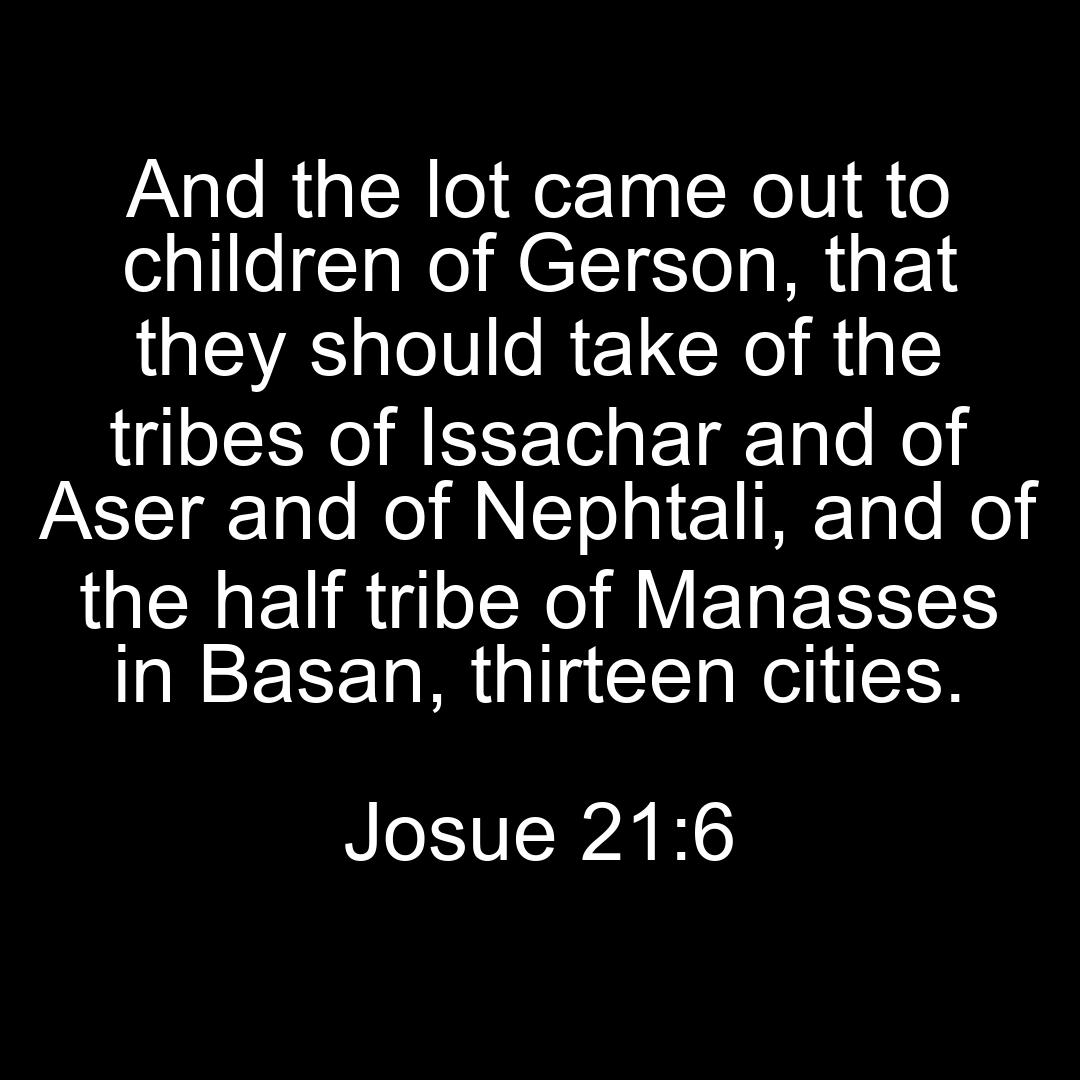 And the lot came out to
children of Gerson, that
they should take of the
tribes of Issachar and of
Aser and of Nephtali, and of
the half tribe of Manasses
in Basan, thirteen cities.
Josue 21:6